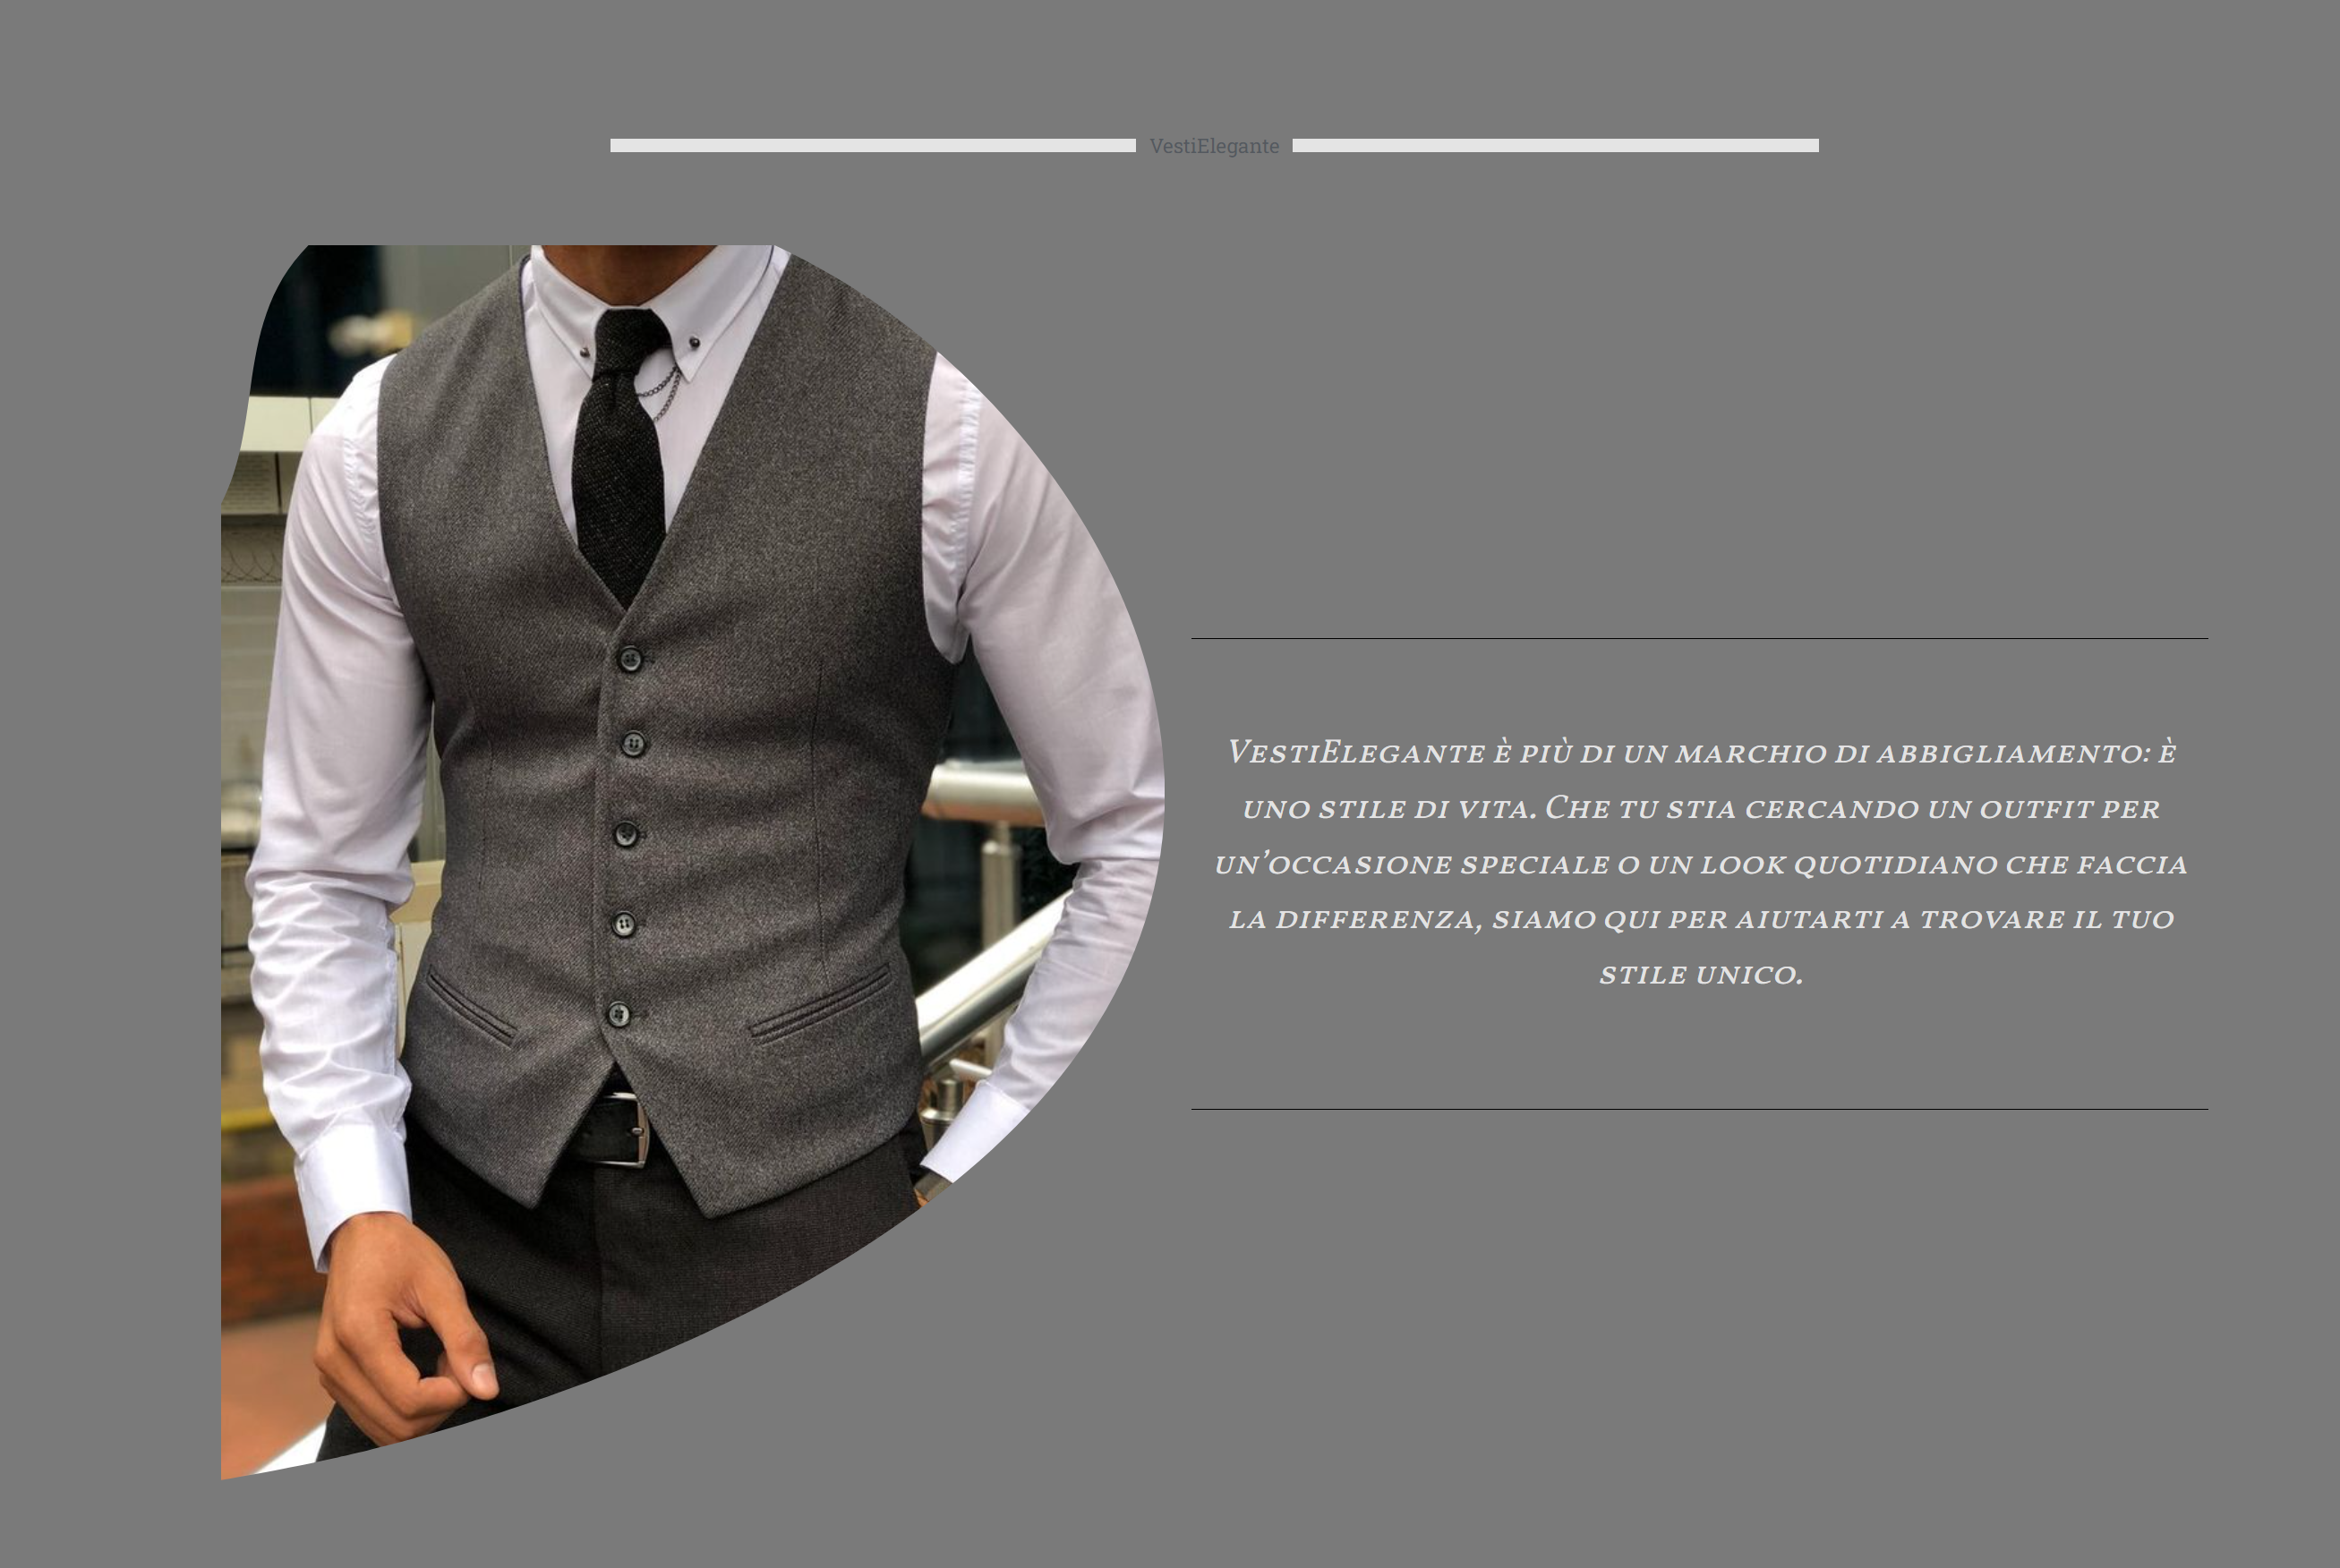 VestiElegante
VestiElegante è più di un marchio di abbigliamento: è
uno stile di vita. Che tu stia cercando un outfit per
un'occasione speciale o un look quotidiano che faccia
la differenza, siamo qui per aiutarti a trovare il tuo
stile unico.